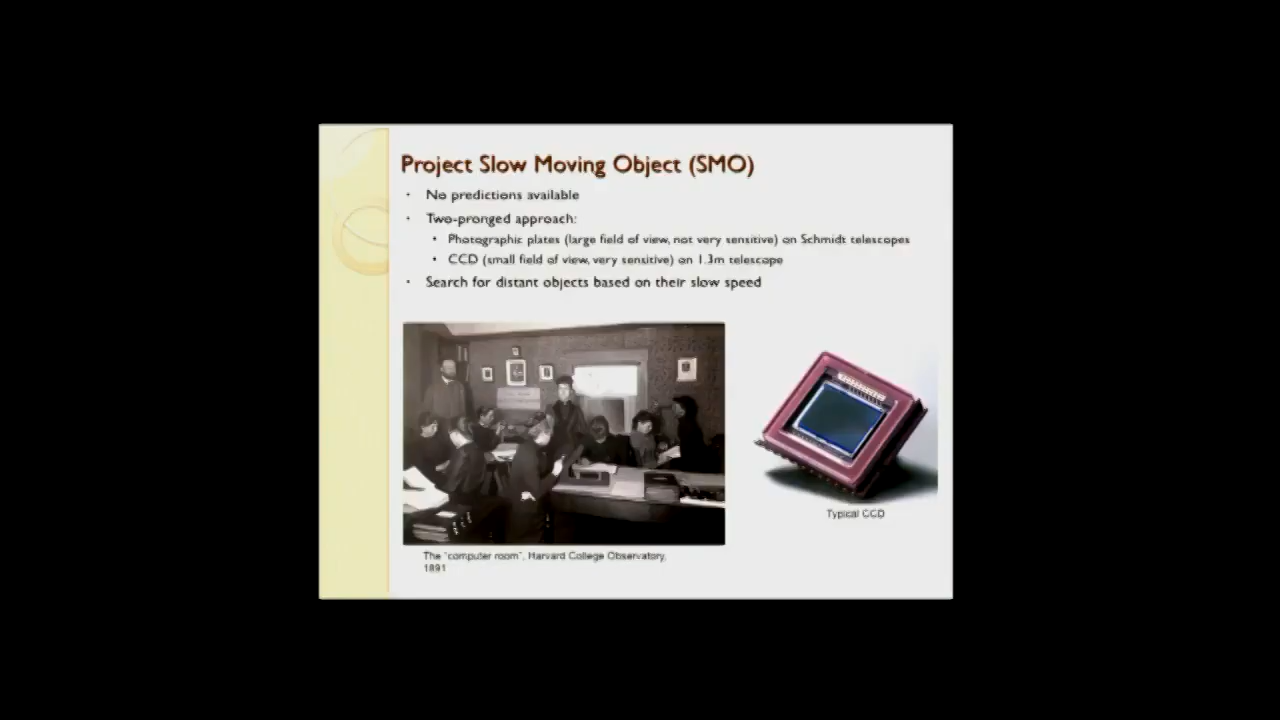 Project Slow Moving Object (SMO)
• No predictions available
• Two-pronged approach:
• Photographic plates (large field of view, not very sensitive) on Schmidt telescopes
• CCD (small field of view, very sensitive) on 1.3m telescope
• Search for distant objects based on their slow speed
Typical CCD
The "computer room", Harvard College Observatory,
1891